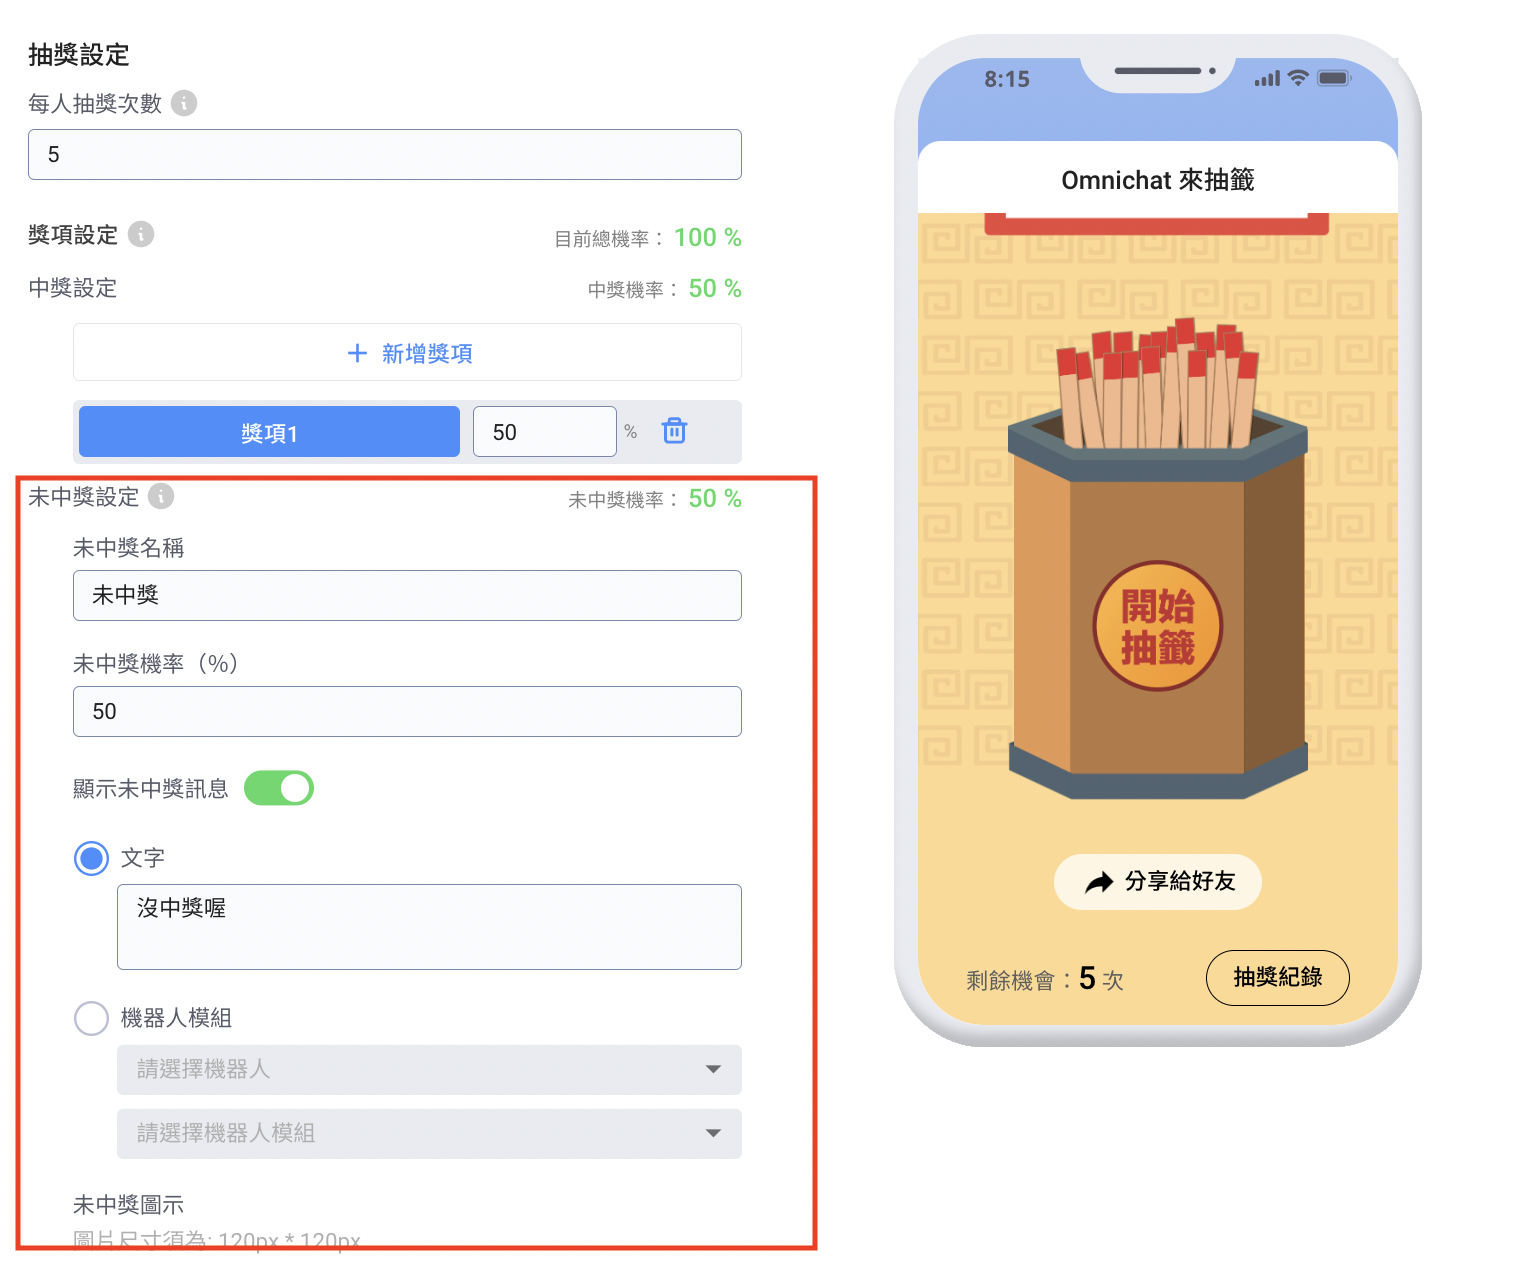 抽獎設定
每人抽獎次數
5
獎項設定
目前總機率： 100 %
中獎設定
中獎機率： 50 %
+ 新增獎項
獎項1
50
%
未中獎設定
未中獎機率： 50 %
未中獎名稱
未中獎
未中獎機率（%）
50
顯示未中獎訊息
文字
沒中獎喔
機器人模組
請選擇機器人
請選擇機器人模組
未中獎圖示
圖片尺寸須為: 120px * 120px
8:15
Omnichat 來抽籤
開始
抽籤
分享給好友
剩餘機會：5 次
抽獎紀錄